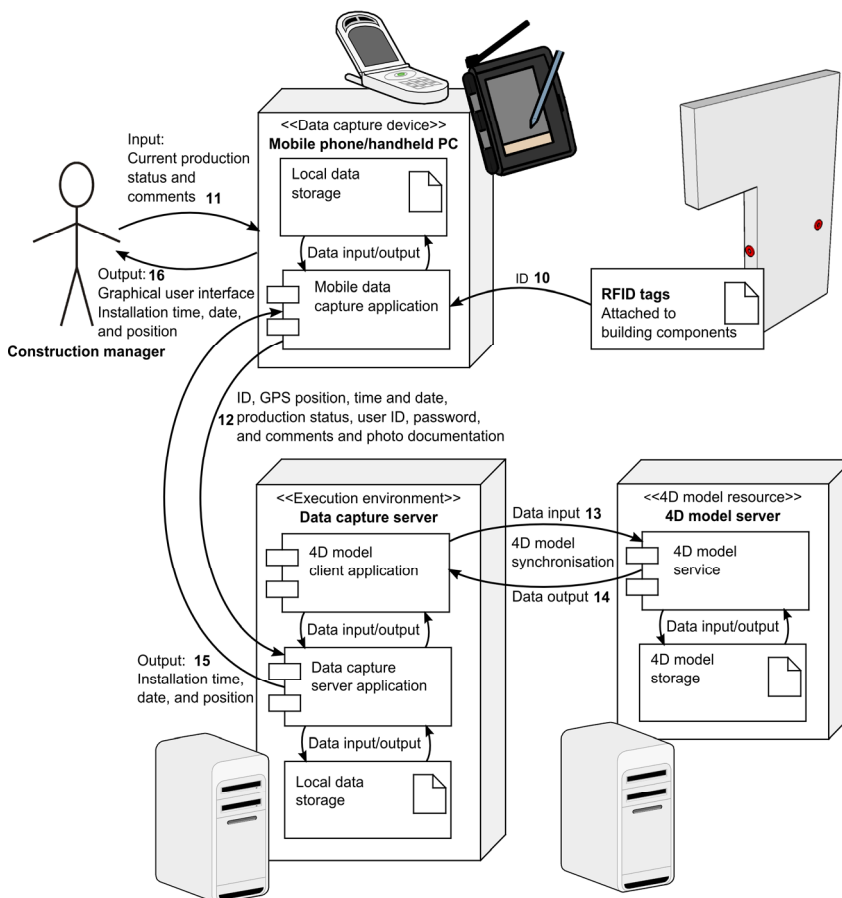 <<Data capture device>>
Mobile phone/handheld PC
Local data
storage
Data input/output
Mobile data
capture application
Input:
Current production
status and
comments 11
Output: 16
Graphical user interface
Installation time, date,
and position
Construction manager
ID 10
RFID tags
Attached to
building components
ID, GPS position, time and date,
12 production status, user ID, password,
and comments and photo documentation
<<Execution environment>>
Data capture server
4D model
client application
Data input/output
Data capture
server application
Data input/output
Local data
storage
Data input 13
4D model
synchronisation
Data output 14
<<4D model resource>>
4D model server
4D model
service
Data input/output
4D model
storage
Output: 15
Installation time,
date, and position